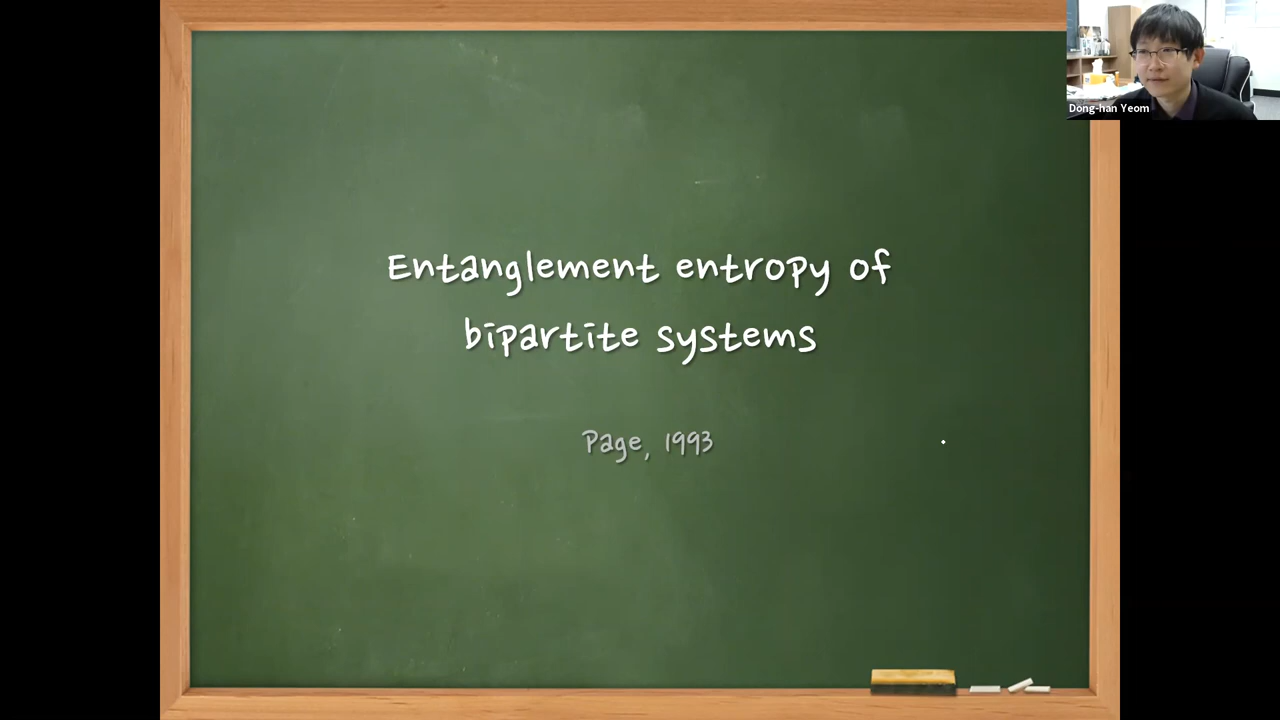 Dong-han Yeom
Entanglement entropy of
bipartite systems
Page, 1993